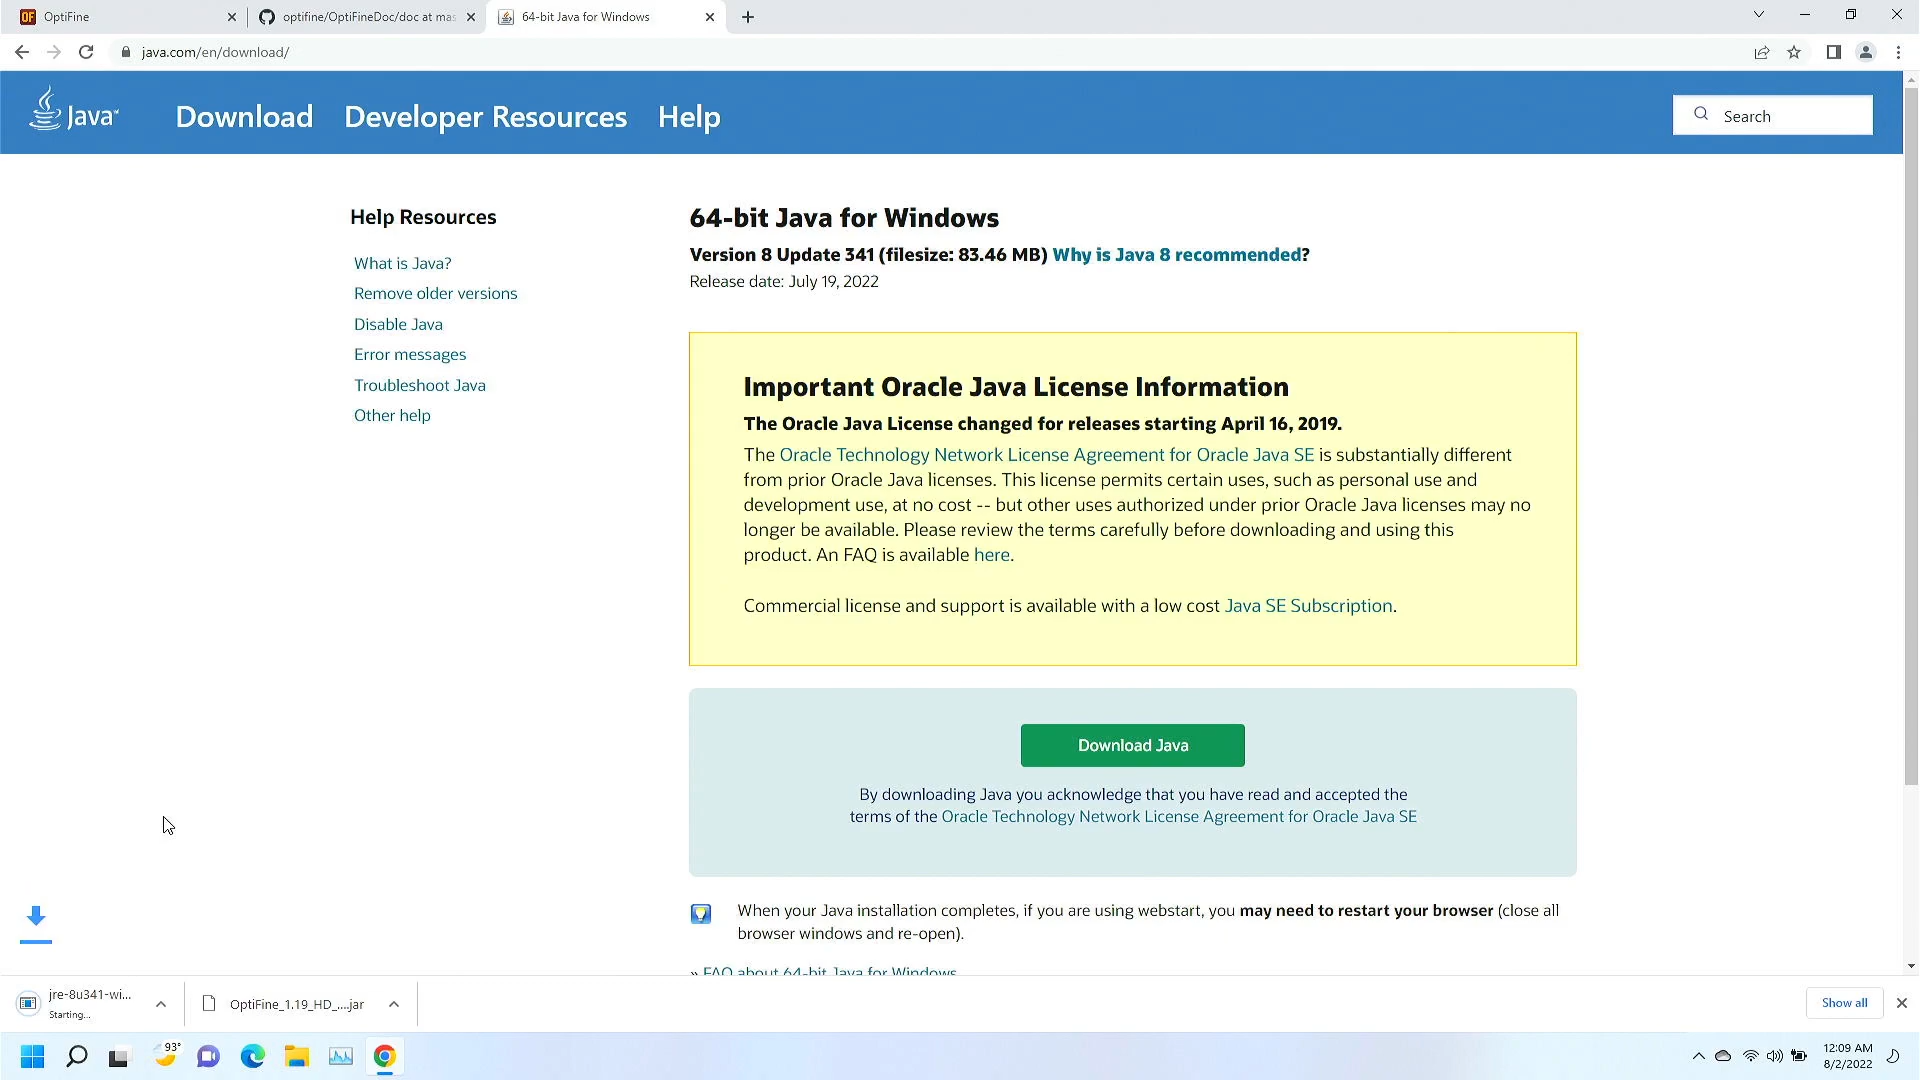 OptiFine
optifine/OptiFineDoc/doc at mas
64-bit Java for Windows
java.com/en/download/
Java
Download
Developer Resources
Help
Search
Help Resources
What is Java?
Remove older versions
Disable Java
Error messages
Troubleshoot Java
Other help
64-bit Java for Windows
Version 8 Update 341 (filesize: 83.46 MB) Why is Java 8 recommended?
Release date: July 19, 2022
Important Oracle Java License Information
The Oracle Java License changed for releases starting April 16, 2019.
The Oracle Technology Network License Agreement for Oracle Java SE is substantially different
from prior Oracle Java licenses. This license permits certain uses, such as personal use and
development use, at no cost -- but other uses authorized under prior Oracle Java licenses may no
longer be available. Please review the terms carefully before downloading and using this
product. An FAQ is available here.
Commercial license and support is available with a low cost Java SE Subscription.
Download Java
By downloading Java you acknowledge that you have read and accepted the
terms of the Oracle Technology Network License Agreement for Oracle Java SE
When your Java installation completes, if you are using webstart, you may need to restart your browser (close all
browser windows and re-open).
» FAQ about 64-bit Java for Windows
jre-8u341-wi...
Starting...
OptiFine_1.19_HD_....jar
Show all
93°
12:09 AM
8/2/2022